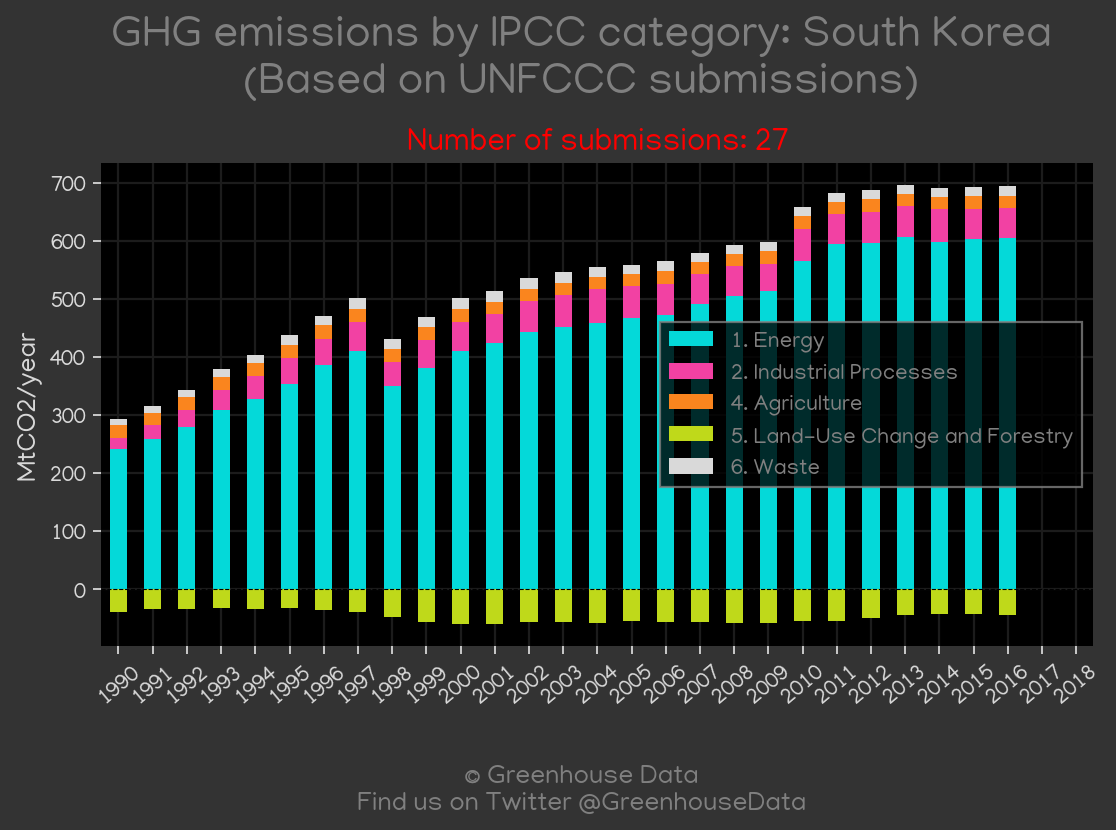 GHG emissions by IPCC category: South Korea
(Based on UNFCCC submissions)
Number of submissions: 27
MtCO2/year
700
600
500
400
300
200
100
0
1. Energy
2. Industrial Processes
4. Agriculture
5. Land-Use Change and Forestry
6. Waste
1990 1991 1992 1993 1994 1995 1996 1997 1998 1999 2000 2001 2002 2003 2004 2005 2006 2007 2008 2009 2010 2011 2012 2013 2014 2015 2016 2017 2018
© Greenhouse Data
Find us on Twitter @GreenhouseData